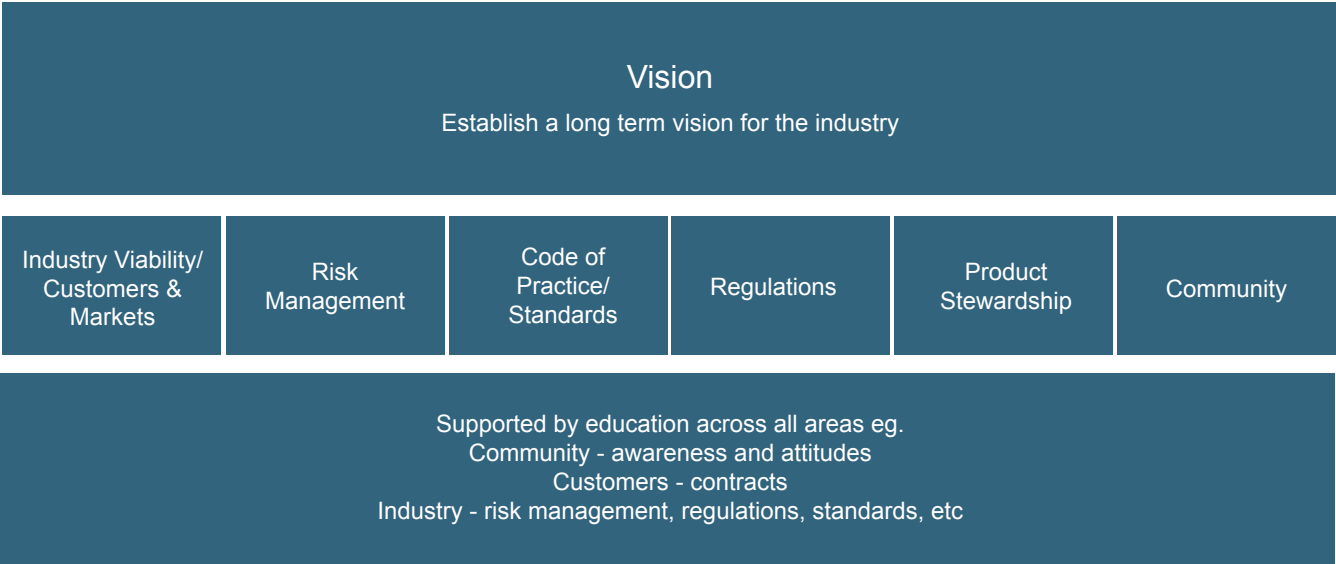 Vision
Establish a long term vision for the industry
Industry Viability/
Customers &
Markets
Risk
Management
Code of
Practice/
Standards
Regulations
Product
Stewardship
Community
Supported by education across all areas eg.
Community - awareness and attitudes
Customers - contracts
Industry - risk management, regulations, standards, etc